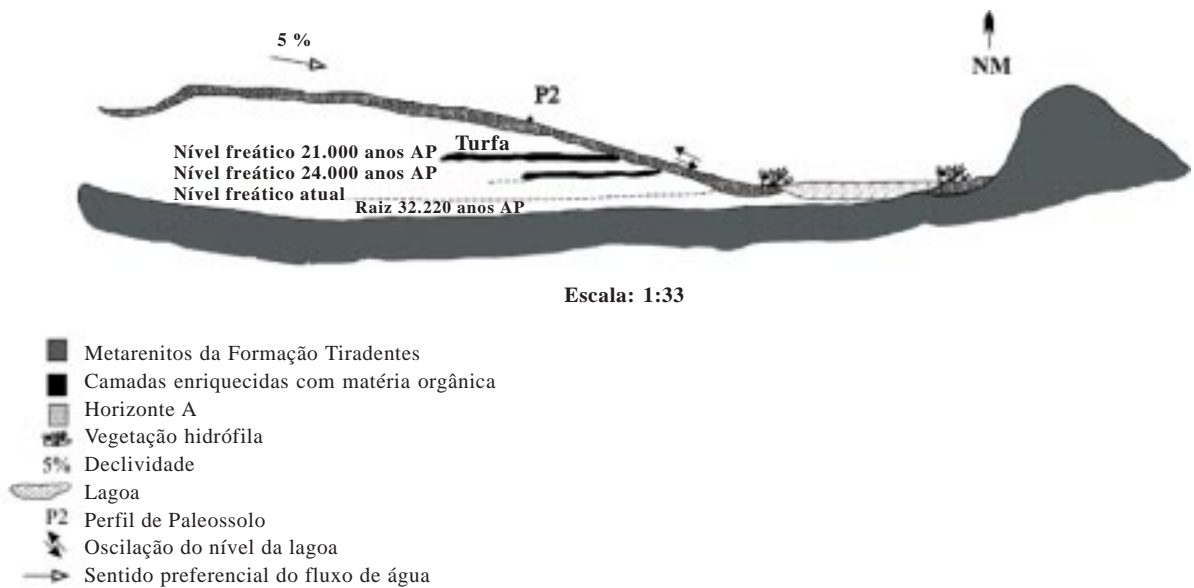 5 %
NM
P2
Turfa
Nível freático 21.000 anos AP
Nível freático 24.000 anos AP
Nível freático atual
Raiz 32.220 anos AP
Escala: 1:33
Metarenitos da Formação Tiradentes
Camadas enriquecidas com matéria orgânica
Horizonte A
Vegetação hidrófila
5% Declividade
Lagoa
P2 Perfil de Paleossolo
Oscilação do nível da lagoa
Sentido preferencial do fluxo de água